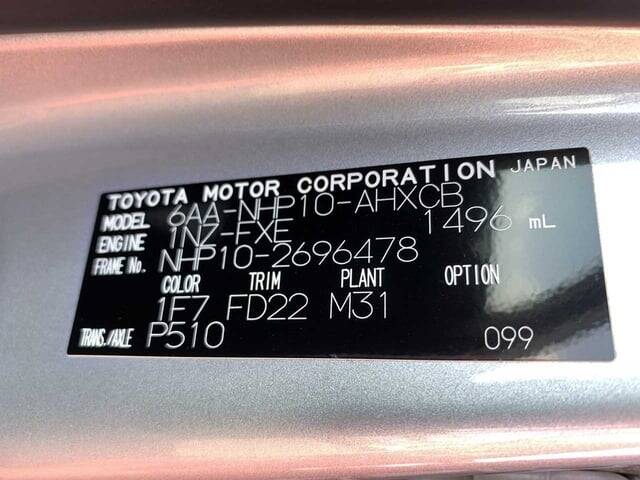 TOYOTA MOTOR CORPORATION JAPAN
MODEL 6AA-NHP10-AHXCB
ENGINE 1NZ-FXE 1496 mL
FRAME No. NHP10-2696478
COLOR TRIM PLANT OPTION
1F7 FD22 M31
TRANS./AXLE P510 099